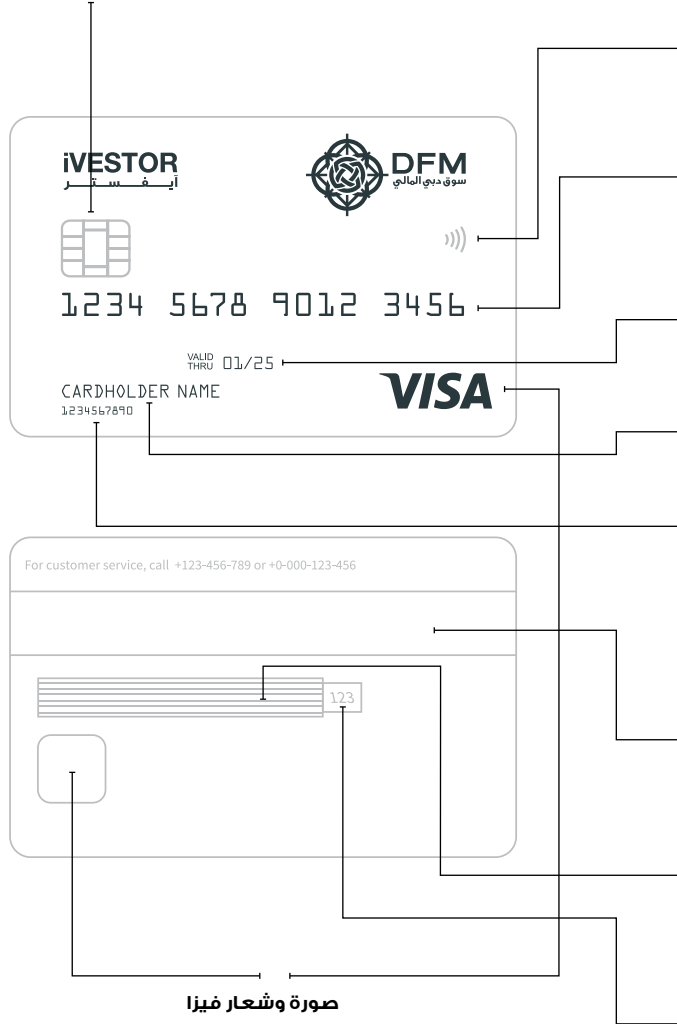 iVESTOR
آيـفـسـتـر
DFM
سوق دبي المالي
1234 5678 9012 3456
VALID THRU 01/25
CARDHOLDER NAME
1234567890
VISA
For customer service, call +123-456-789 or +0-000-123-456
123
صورة وشعار فيزا